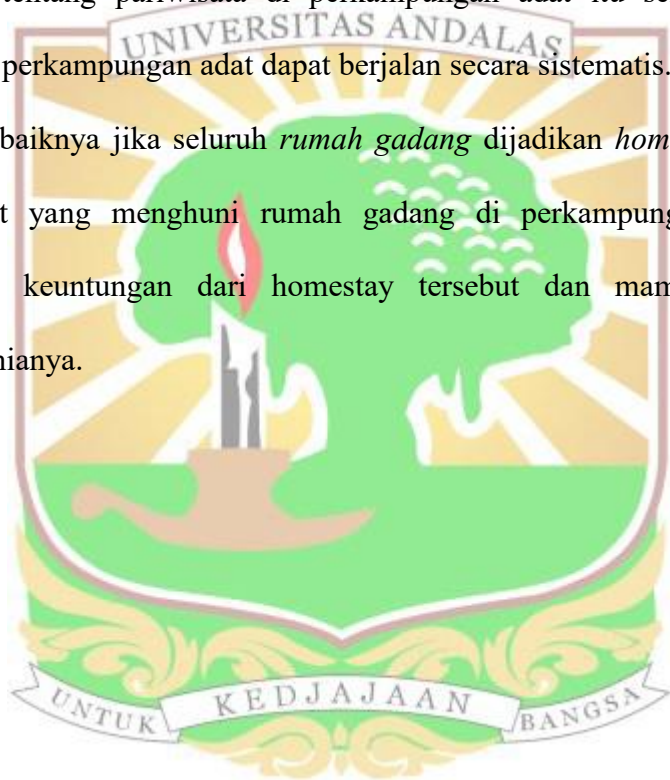 tentang pariwisata di perkampungan adat itu se
UNIVERSITAS ANDALAS
perkampungan adat dapat berjalan secara sistematis.
baiknya jika seluruh rumah gadang dijadikan hom
t yang menghuni rumah gadang di perkampung
keuntungan dari homestay tersebut dan mam
nianya.
UNTUK KEDJAJAAN BANGSA